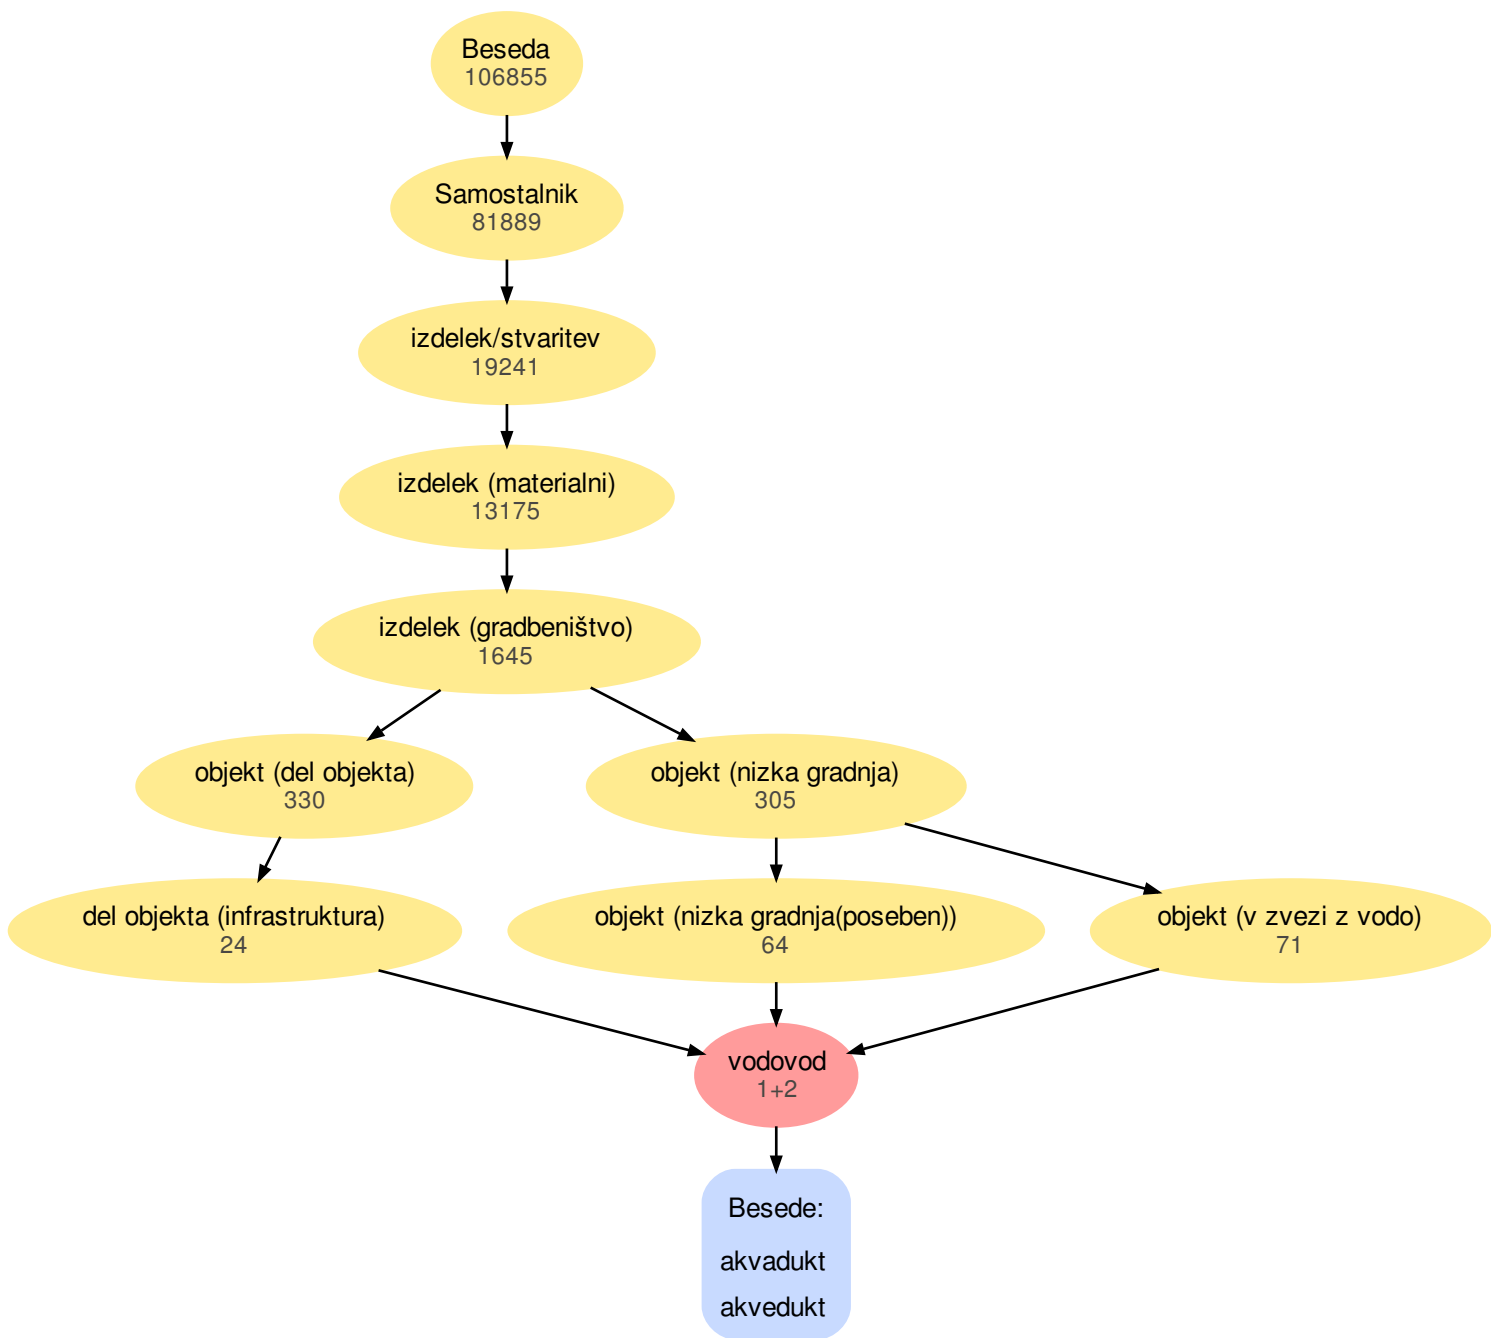 Beseda
106855
Samostalnik
81889
izdelek/stvaritev
19241
izdelek (materialni)
13175
izdelek (gradbeništvo)
1645
objekt (del objekta)
330
objekt (nizka gradnja)
305
del objekta (infrastruktura)
24
objekt (nizka gradnja(poseben))
64
objekt (v zvezi z vodo)
71
vodovod
1+2
Besede:
akvadukt
akvedukt